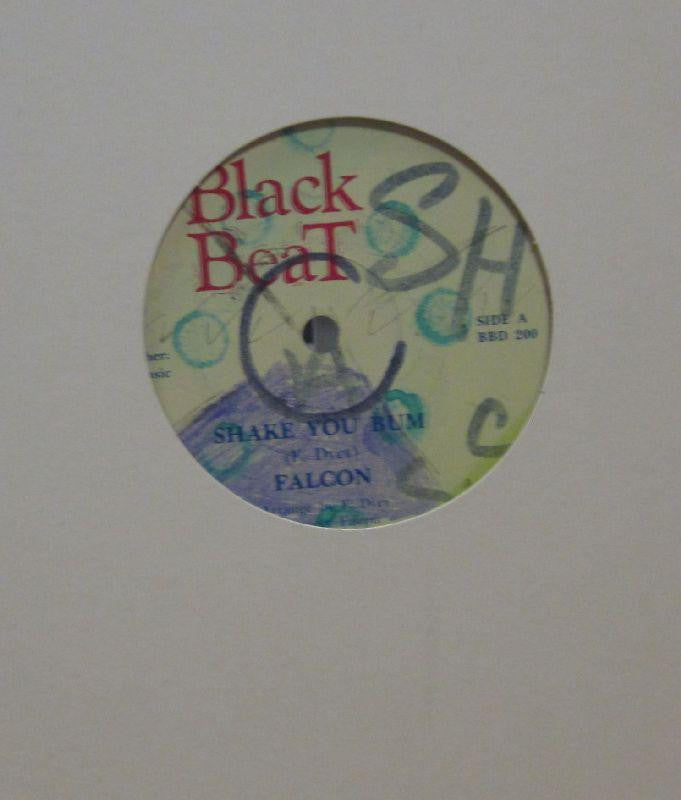 Black
BeaT
SH
SIDE A
BBD 200
SHAKE YOU BUM
FALCON
C